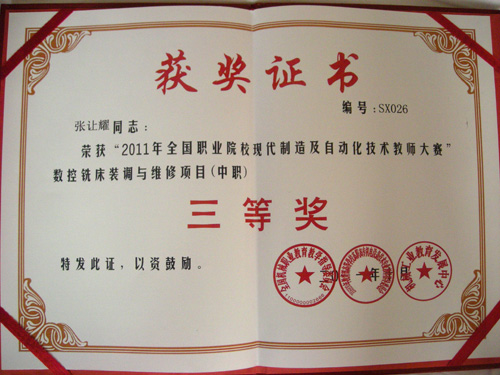 获奖证书
编号:SX026
张让耀同志:
荣获“2011年全国职业院校现代制造及自动化技术教师大赛”
数控铣床装调与维修项目(中职)
三等奖
特发此证,以资鼓励。
一年 月